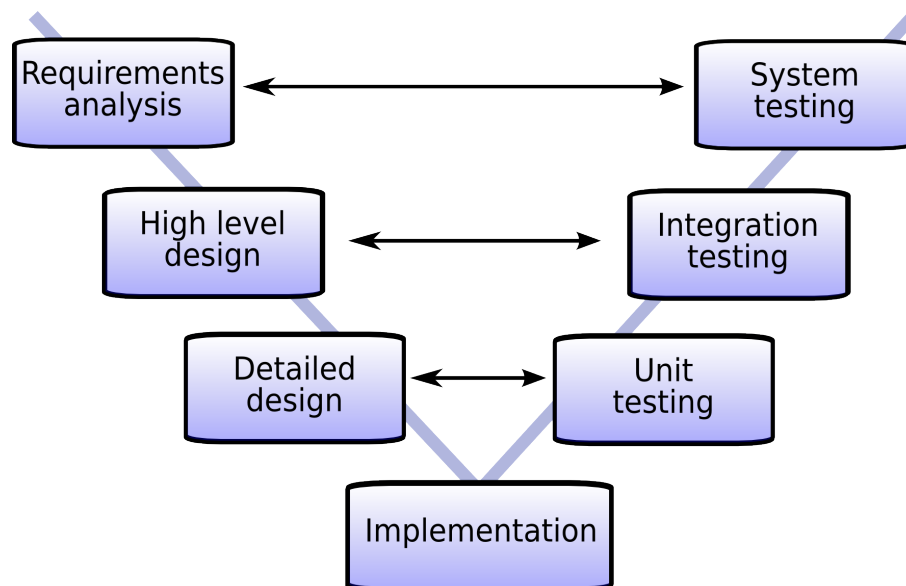 Requirements
analysis
System
testing
High level
design
Integration
testing
Detailed
design
Unit
testing
Implementation